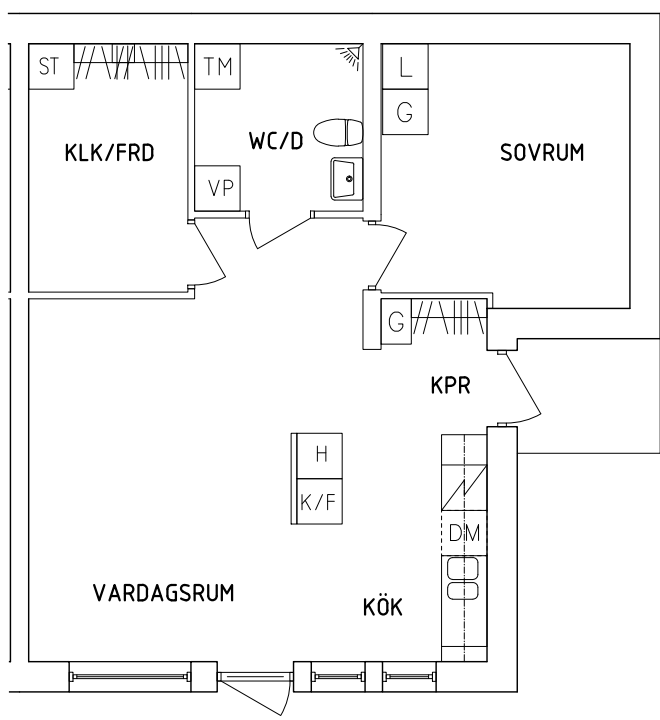 ST
TM
L
G
KLK/FRD
WC/D
SOVRUM
VP
G
KPR
H
K/F
DM
VARDAGSRUM
KÖK